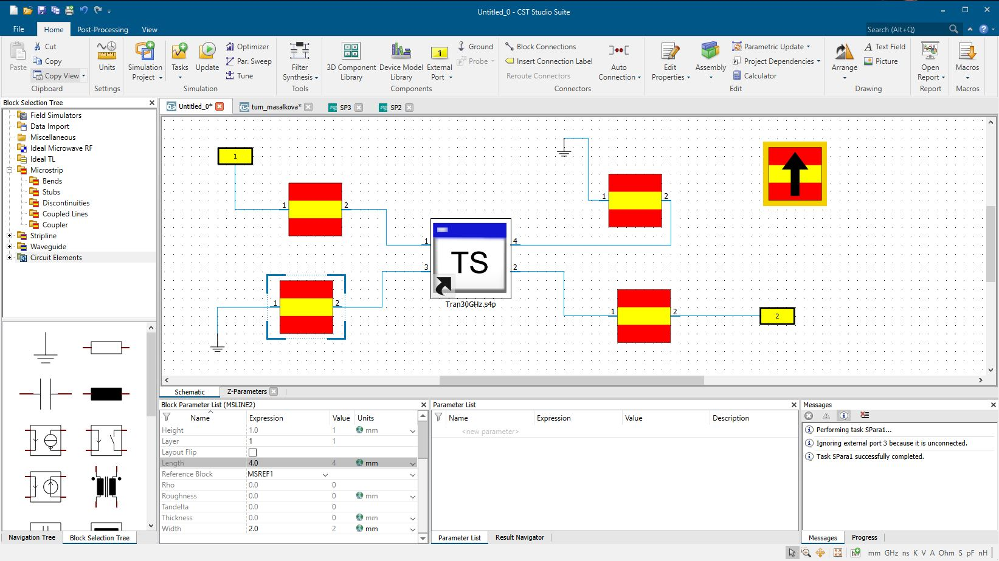 Untitled_0 - CST Studio Suite
File Home Post-Processing View Search (Alt+Q)
Paste Cut Copy Copy View Clipboard
Units Settings
Simulation Project Tasks Update Optimizer Par. Sweep Tune Simulation
Filter Synthesis Tools
3D Component Library Device Model Library External Port 1 Ground Probe Components
Block Connections Insert Connection Label Reroute Connectors Auto Connection Connectors
Edit Properties Assembly Parametric Update Project Dependencies Calculator Edit
Arrange Text Field Picture Drawing
Open Report Report
Macros Macros
Block Selection Tree
Field Simulators
Data Import
Miscellaneous
Ideal Microwave RF
Ideal TL
Microstrip
Bends
Stubs
Discontinuities
Coupled Lines
Coupler
Stripline
Waveguide
Circuit Elements
Navigation Tree Block Selection Tree
Untitled_0* tum_masalkova* SP3 SP2
1
1 2
1 2
1 4
TS
3 2
Tran30GHz.s4p
1 2
1 2
2
Schematic Z-Parameters
Block Parameter List (MSLINE2)
Name Expression Value Units
Height 1.0 1 mm
Layer 1 1
Layout Flip
Length 4.0 4 mm
Reference Block MSREF1
Rho 0.0 0
Roughness 0.0 0 mm
Tandelta 0.0 0
Thickness 0.0 0 mm
Width 2.0 2 mm
Parameter List
Name Expression Value Description
<new parameter>
Parameter List Result Navigator
Messages
Performing task SPara1...
Ignoring external port 3 because it is unconnected.
Task SPara1 successfully completed.
Messages Progress
mm GHz ns K V A Ohm S pF nH